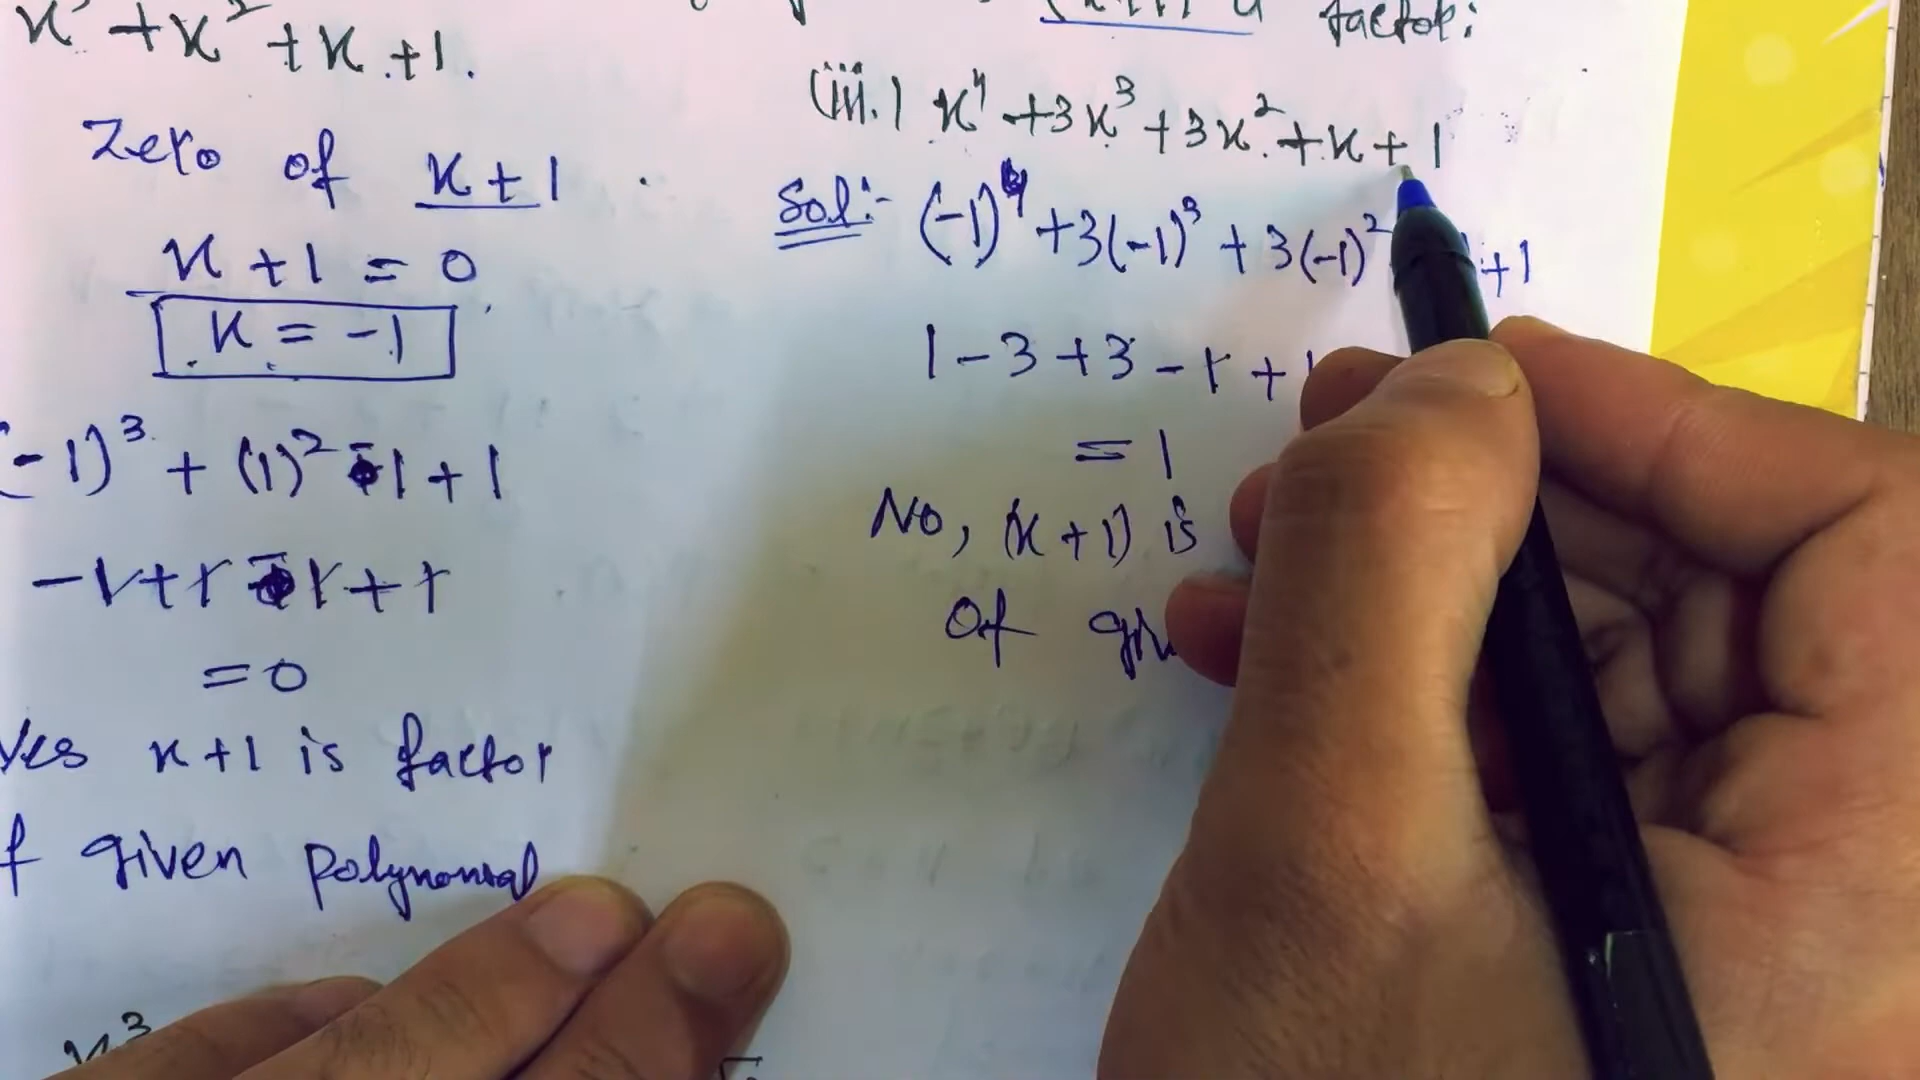 x³ + x² + x + 1.
Zero of x + 1
x + 1 = 0
x = -1
(-1)³ + (1)² - 1 + 1
-1 + 1 - 1 + 1
= 0
Yes x + 1 is factor
of given polynomial
x³
factor:
(iii.) x⁴ + 3x³ + 3x² + x + 1
Sol:- (-1)⁴ + 3(-1)³ + 3(-1)² + 1
1 - 3 + 3 - 1 +
= 1
No, (x + 1) is
of